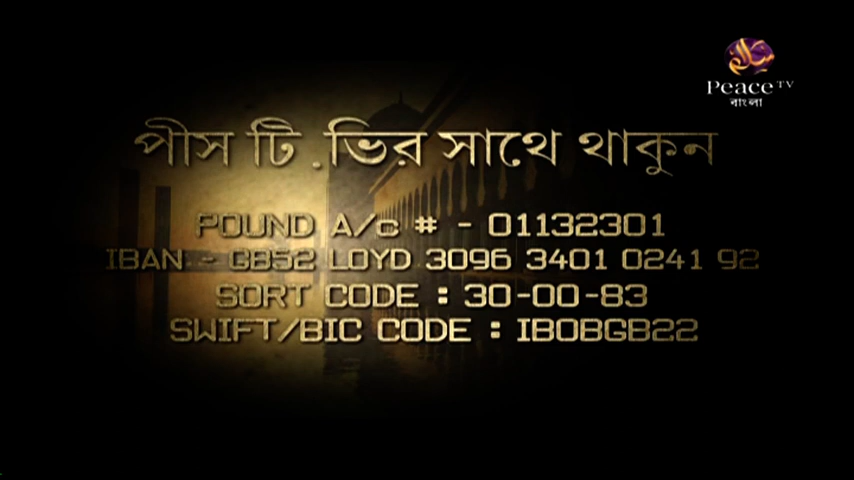 Peace TV
বাংলা
পীস টি .ভির সাথে থাকুন
POUND A/c # - 01132301
IBAN - GB52 LOYD 3096 3401 0241 92
SORT CODE : 30-00-83
SWIFT/BIC CODE : IBOBGB22